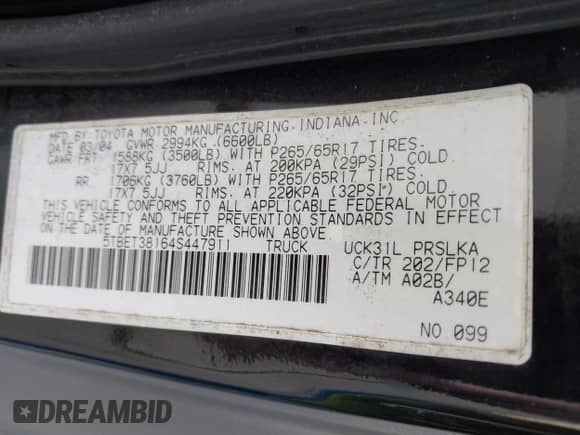 MFD BY TOYOTA MOTOR MANUFACTURING,INDIANA,INC.
DATE 03/04 GVWR 2994KG (6600LB)
GAWR FRT 1588KG (3500LB) WITH P265/65R17 TIRES.
17X7.5JJ RIMS. AT 200KPA (29PSI) COLD
RR 1706KG (3760LB) WITH P265/65R17 TIRES.
17X7.5JJ RIMS. AT 220KPA (32PSI) COLD.
THIS VEHICLE CONFORMS TO ALL APPLICABLE FEDERAL MOTOR
VEHICLE SAFETY AND THEFT PREVENTION STANDARDS IN EFFECT
ON THE DATE OF MANUFACTURE SHOWN ABOVE
5TBET38164S447911 TRUCK
UCK31L PRSLKA
C/TR 202/FP12
A/TM A02B/
A340E
NO 099
DREAMBID